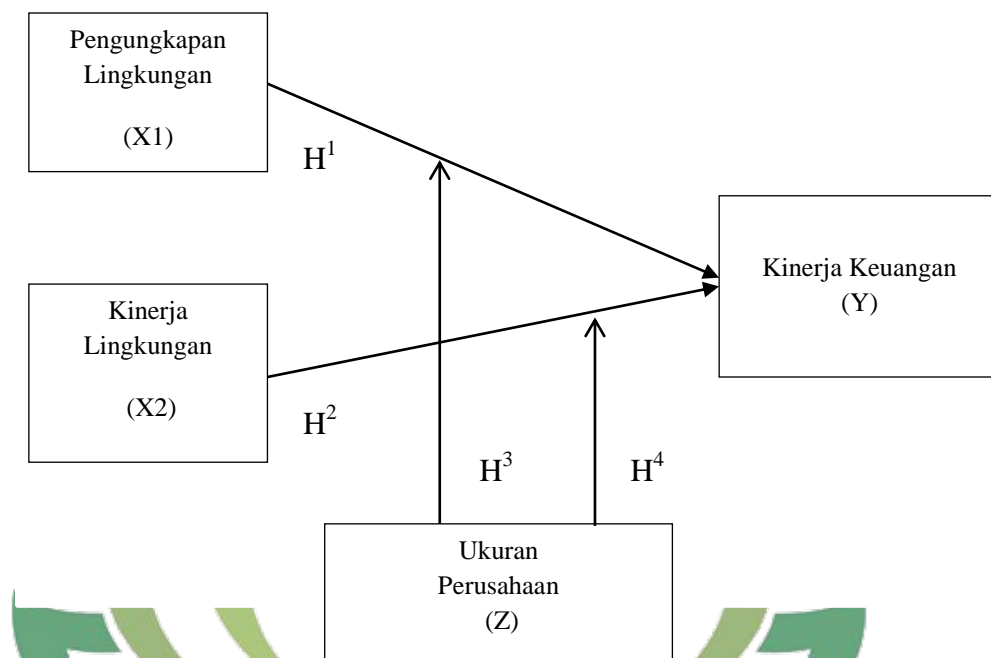 Pengungkapan
Lingkungan
(X1)
H¹
Kinerja Keuangan
(Y)
Kinerja
Lingkungan
(X2)
H²
H³
H⁴
Ukuran
Perusahaan
(Z)